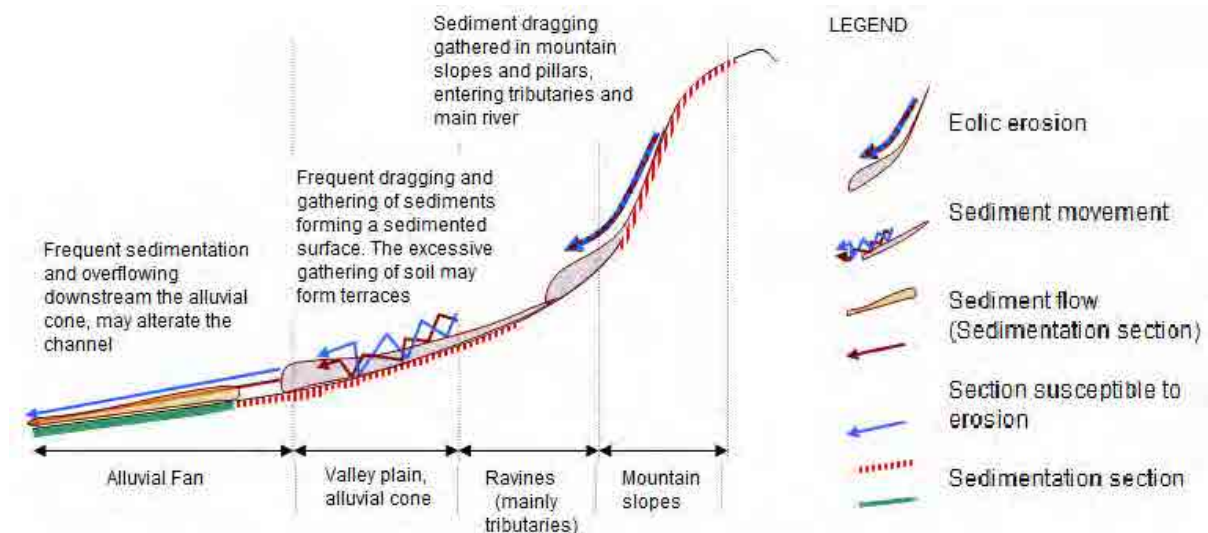 Sediment dragging
gathered in mountain
slopes and pillars,
entering tributaries and
main river
LEGEND
Eolic erosion
Frequent dragging and
gathering of sediments
forming a sedimented
surface. The excessive
gathering of soil may
form terraces
Sediment movement
Frequent sedimentation
and overflowing
downstream the alluvial
cone, may alterate the
channel
Sediment flow
(Sedimentation section)
Section susceptible to
erosion
Sedimentation section
Alluvial Fan
Valley plain,
alluvial cone
Ravines
(mainly
tributaries)
Mountain
slopes